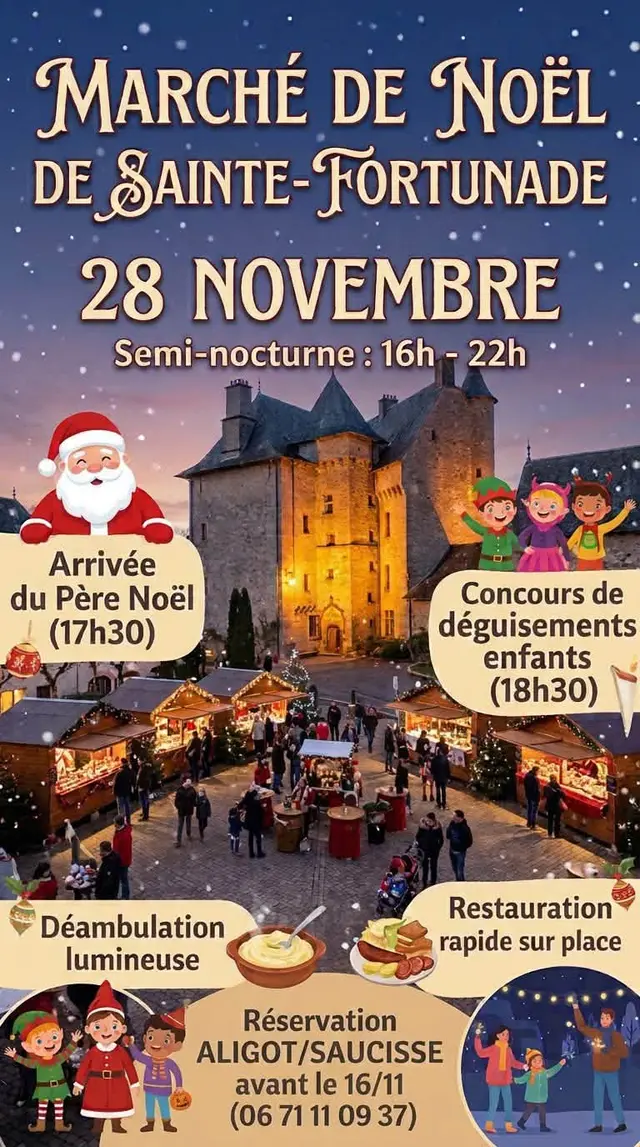 MARCHÉ DE NOËL
DE SAINTE-FORTUNADE
28 NOVEMBRE
Semi-nocturne : 16h - 22h
Arrivée
du Père Noël
(17h30)
Concours de
déguisements
enfants
(18h30)
Déambulation
lumineuse
Restauration
rapide sur place
Réservation
ALIGOT/SAUCISSE
avant le 16/11
(06 71 11 09 37)